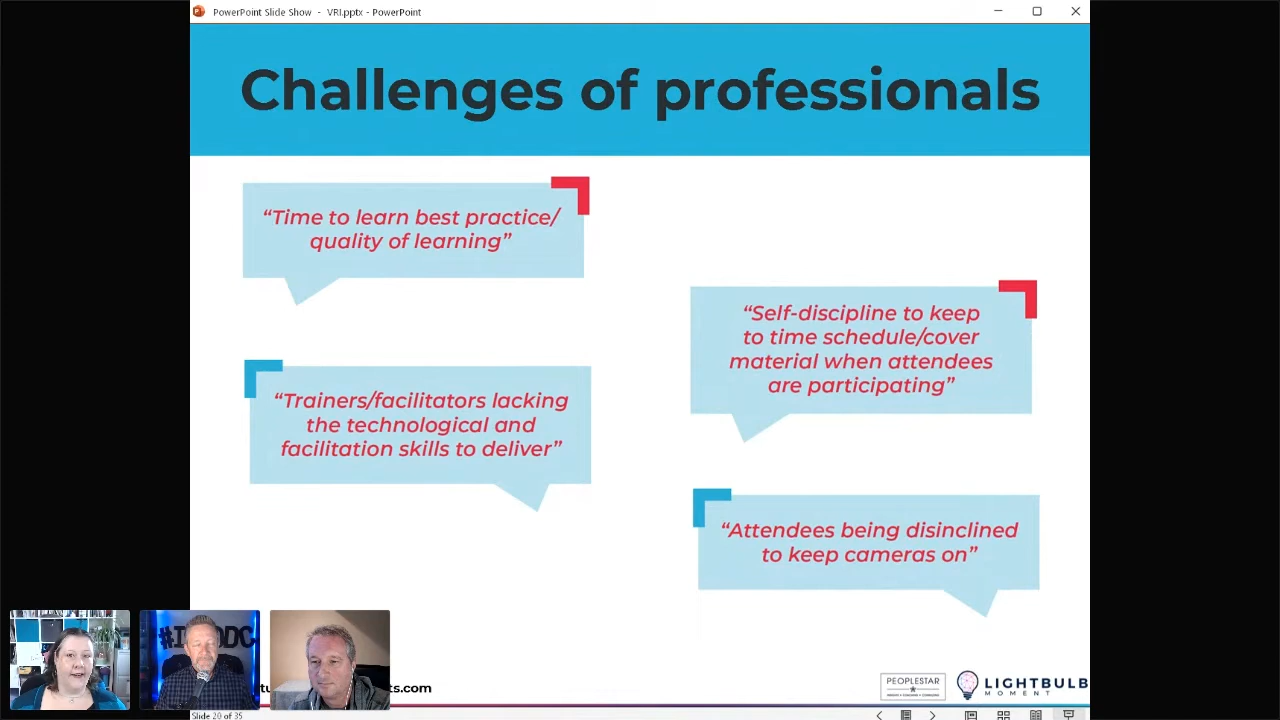 PowerPoint Slide Show - VRI.pptx - PowerPoint
Challenges of professionals
“Time to learn best practice/
quality of learning”
“Self-discipline to keep
to time schedule/cover
material when attendees
are participating”
“Trainers/facilitators lacking
the technological and
facilitation skills to deliver”
“Attendees being disinclined
to keep cameras on”
PEOPLESTAR
LIGHTBULB
MOMENT
Slide 20 of 35